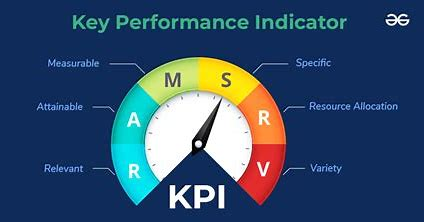 Key Performance Indicator
Measurable
Specific
M
S
Attainable
Resource Allocation
A
R
Relevant
Variety
R
V
KPI